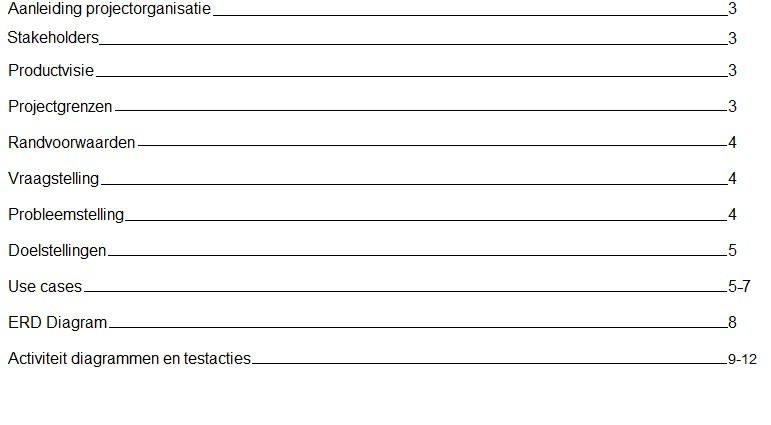 Aanleiding projectorganisatie 3
Stakeholders 3
Productvisie 3
Projectgrenzen 3
Randvoorwaarden 4
Vraagstelling 4
Probleemstelling 4
Doelstellingen 5
Use cases 5-7
ERD Diagram 8
Activiteit diagrammen en testacties 9-12